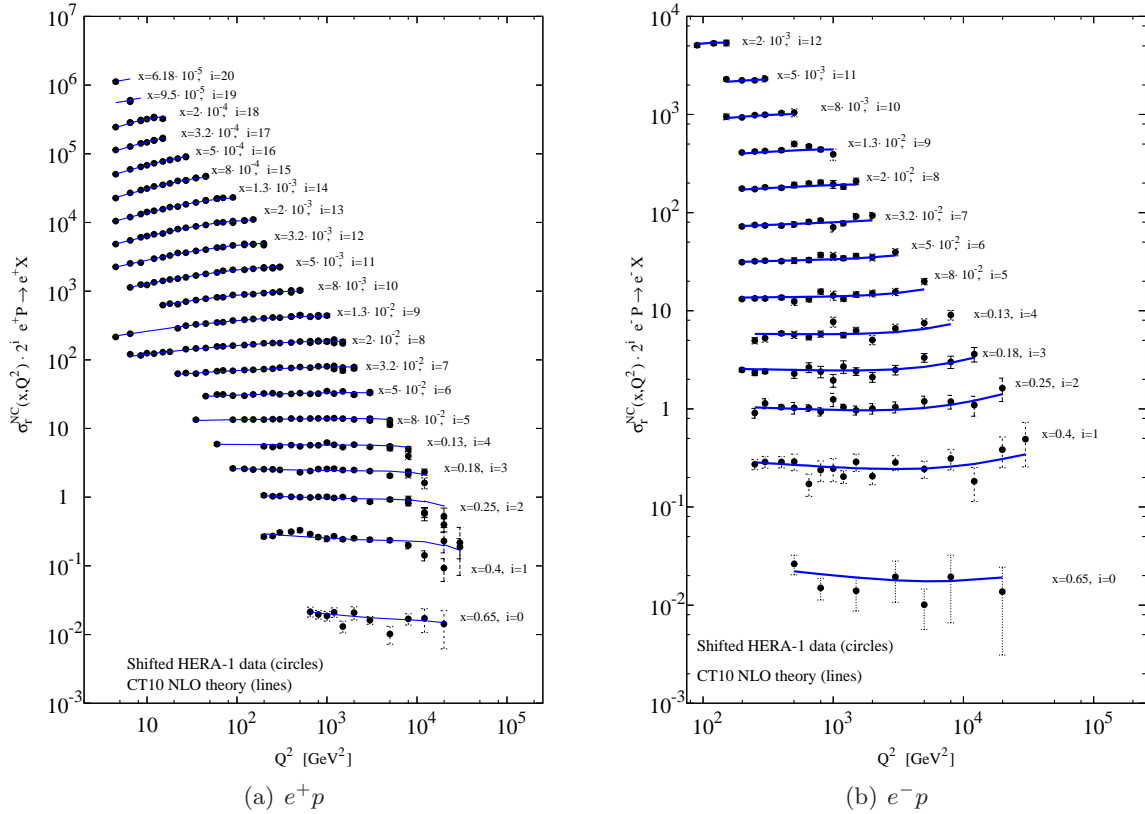 10^7
10^6
10^5
10^4
10^3
10^2
10
1
10^-1
10^-2
10^-3
σ_r^NC(x,Q^2) · 2^i e^+P→e^+X
x=6.18· 10^-5, i=20
x=9.5· 10^-5, i=19
x=2· 10^-4, i=18
x=3.2· 10^-4, i=17
x=5· 10^-4, i=16
x=8· 10^-4, i=15
x=1.3· 10^-3, i=14
x=2· 10^-3, i=13
x=3.2· 10^-3, i=12
x=5· 10^-3, i=11
x=8· 10^-3, i=10
x=1.3· 10^-2, i=9
x=2· 10^-2, i=8
x=3.2· 10^-2, i=7
x=5· 10^-2, i=6
x=8· 10^-2, i=5
x=0.13, i=4
x=0.18, i=3
x=0.25, i=2
x=0.4, i=1
x=0.65, i=0
Shifted HERA-1 data (circles)
CT10 NLO theory (lines)
10 10^2 10^3 10^4 10^5
Q^2 [GeV^2]
(a) e^+p
10^4
10^3
10^2
10
1
10^-1
10^-2
10^-3
σ_r^NC(x,Q^2) · 2^i e^-P→e^-X
x=2· 10^-3, i=12
x=5· 10^-3, i=11
x=8· 10^-3, i=10
x=1.3· 10^-2, i=9
x=2· 10^-2, i=8
x=3.2· 10^-2, i=7
x=5· 10^-2, i=6
x=8· 10^-2, i=5
x=0.13, i=4
x=0.18, i=3
x=0.25, i=2
x=0.4, i=1
x=0.65, i=0
Shifted HERA-1 data (circles)
CT10 NLO theory (lines)
10^2 10^3 10^4 10^5
Q^2 [GeV^2]
(b) e^-p